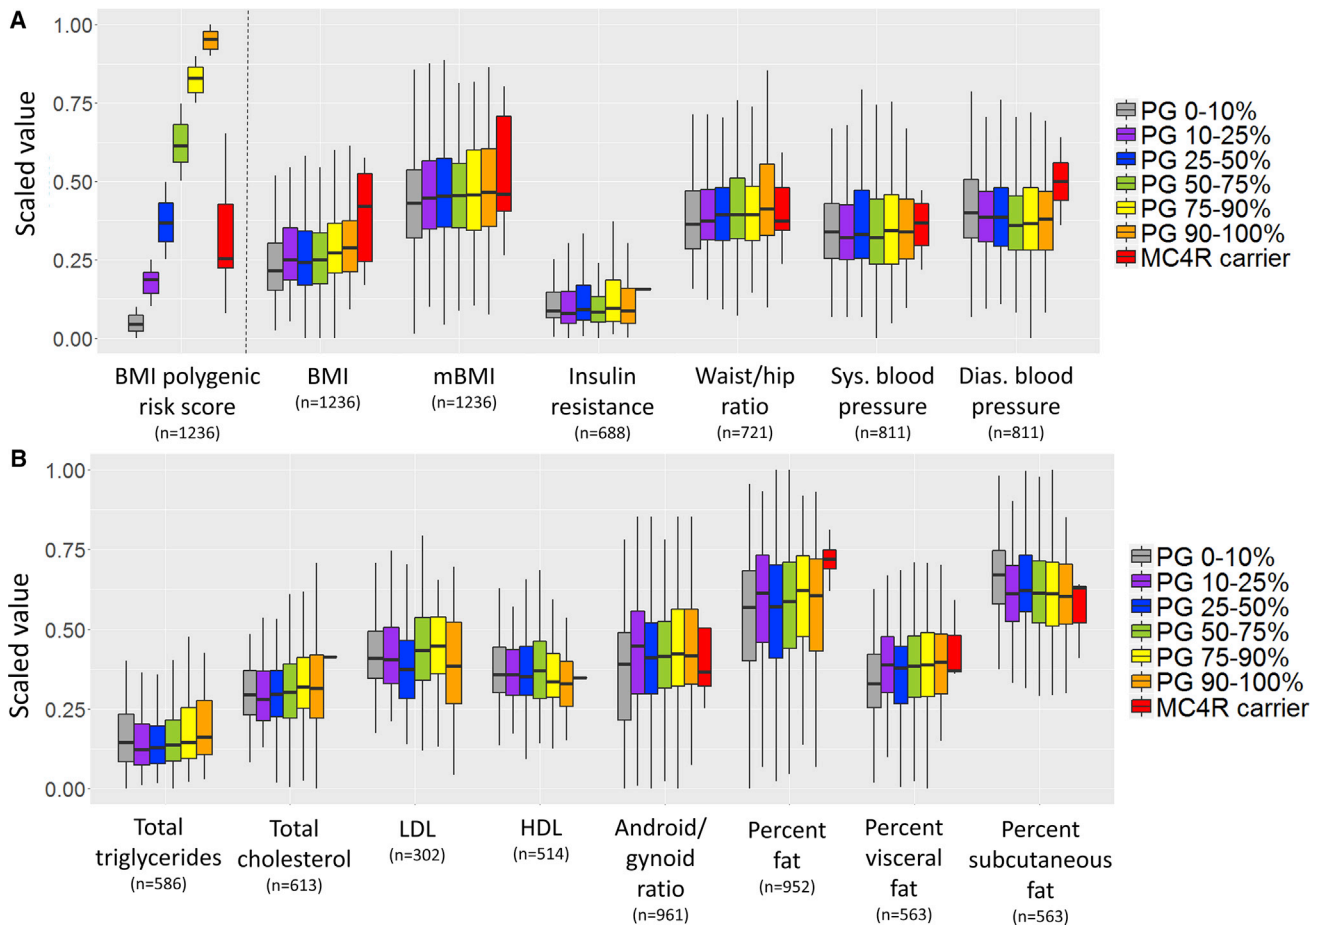 A
Scaled value
1.00
0.75
0.50
0.25
0.00
BMI polygenic
risk score
(n=1236)
BMI
(n=1236)
mBMI
(n=1236)
Insulin
resistance
(n=688)
Waist/hip
ratio
(n=721)
Sys. blood
pressure
(n=811)
Dias. blood
pressure
(n=811)
PG 0-10%
PG 10-25%
PG 25-50%
PG 50-75%
PG 75-90%
PG 90-100%
MC4R carrier
B
Scaled value
1.00
0.75
0.50
0.25
0.00
Total
triglycerides
(n=586)
Total
cholesterol
(n=613)
LDL
(n=302)
HDL
(n=514)
Android/
gynoid
ratio
(n=961)
Percent
fat
(n=952)
Percent
visceral
fat
(n=563)
Percent
subcutaneous
fat
(n=563)
PG 0-10%
PG 10-25%
PG 25-50%
PG 50-75%
PG 75-90%
PG 90-100%
MC4R carrier